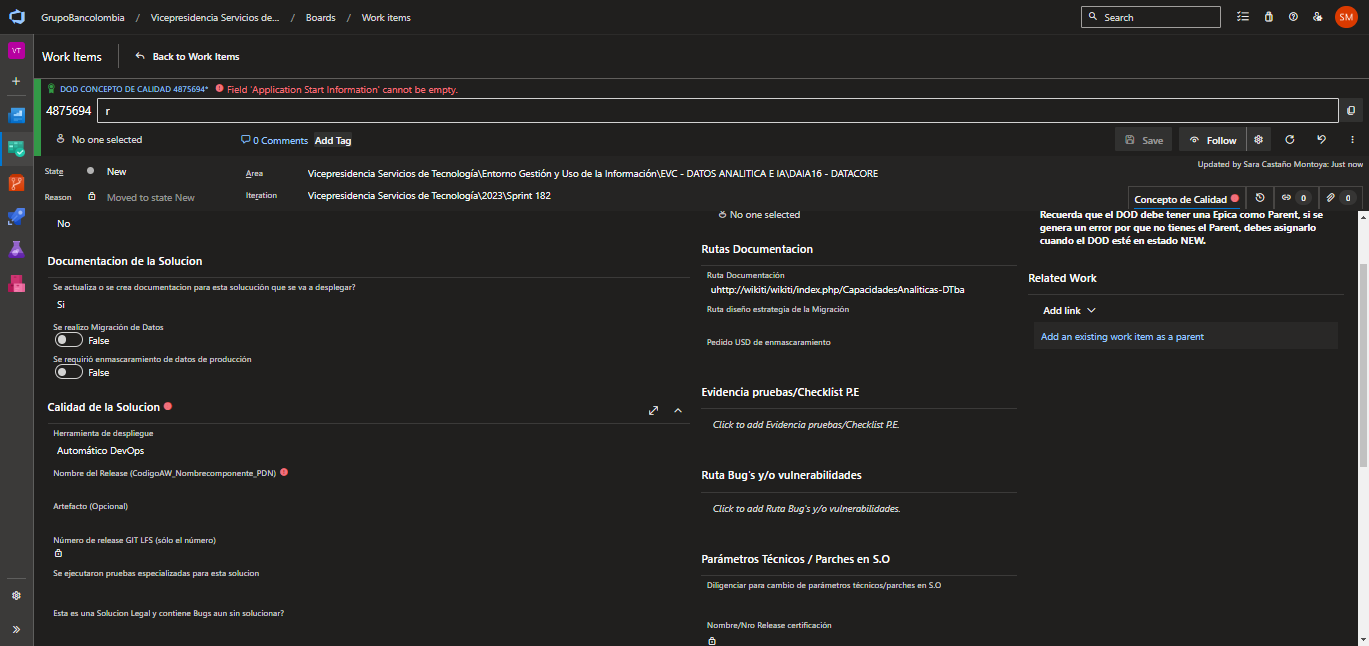 GrupoBancolombia / Vicepresidencia Servicios de... / Boards / Work items
Search
SM
VT
Work Items
Back to Work Items
DOD CONCEPTO DE CALIDAD 4875694*
Field 'Application Start Information' cannot be empty.
4875694
r
No one selected
0 Comments
Add Tag
Save
Follow
Updated by Sara Castaño Montoya: Just now
State
New
Area
Vicepresidencia Servicios de Tecnología\Entorno Gestión y Uso de la Información\EVC - DATOS ANALITICA E IA\DAIA16 - DATACORE
Reason
Moved to state New
Iteration
Vicepresidencia Servicios de Tecnología\2023\Sprint 182
Concepto de Calidad
0
0
No
Documentacion de la Solucion
Se actualiza o se crea documentacion para esta solucución que se va a desplegar?
Si
Se realizo Migración de Datos
False
Se requirió enmascaramiento de datos de producción
False
Calidad de la Solucion
Herramienta de despliegue
Automático DevOps
Nombre del Release (CodigoAW_Nombrecomponente_PDN)
Artefacto (Opcional)
Número de release GIT LFS (sólo el número)
Se ejecutaron pruebas especializadas para esta solucion
Esta es una Solucion Legal y contiene Bugs aun sin solucionar?
No one selected
Rutas Documentacion
Ruta Documentación
uhttp://wikiti/wikiti/index.php/CapacidadesAnaliticas-DTba
Ruta diseño estrategia de la Migración
Pedido USD de enmascaramiento
Evidencia pruebas/Checklist P.E
Click to add Evidencia pruebas/Checklist P.E.
Ruta Bug's y/o vulnerabilidades
Click to add Ruta Bug's y/o vulnerabilidades.
Parámetros Técnicos / Parches en S.O
Diligenciar para cambio de parámetros técnicos/parches en S.O
Nombre/Nro Release certificación
Recuerda que el DOD debe tener una Epica como Parent, si se
genera un error por que no tienes el Parent, debes asignarlo
cuando el DOD esté en estado NEW.
Related Work
Add link
Add an existing work item as a parent